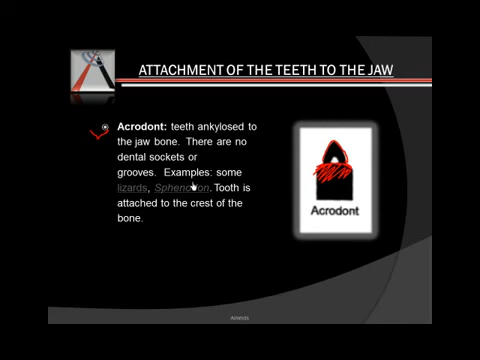 ATTACHMENT OF THE TEETH TO THE JAW
Acrodont: teeth ankylosed to
the jaw bone. There are no
dental sockets or
grooves. Examples: some
lizards, Sphenodon. Tooth is
attached to the crest of the
bone.
Acrodont